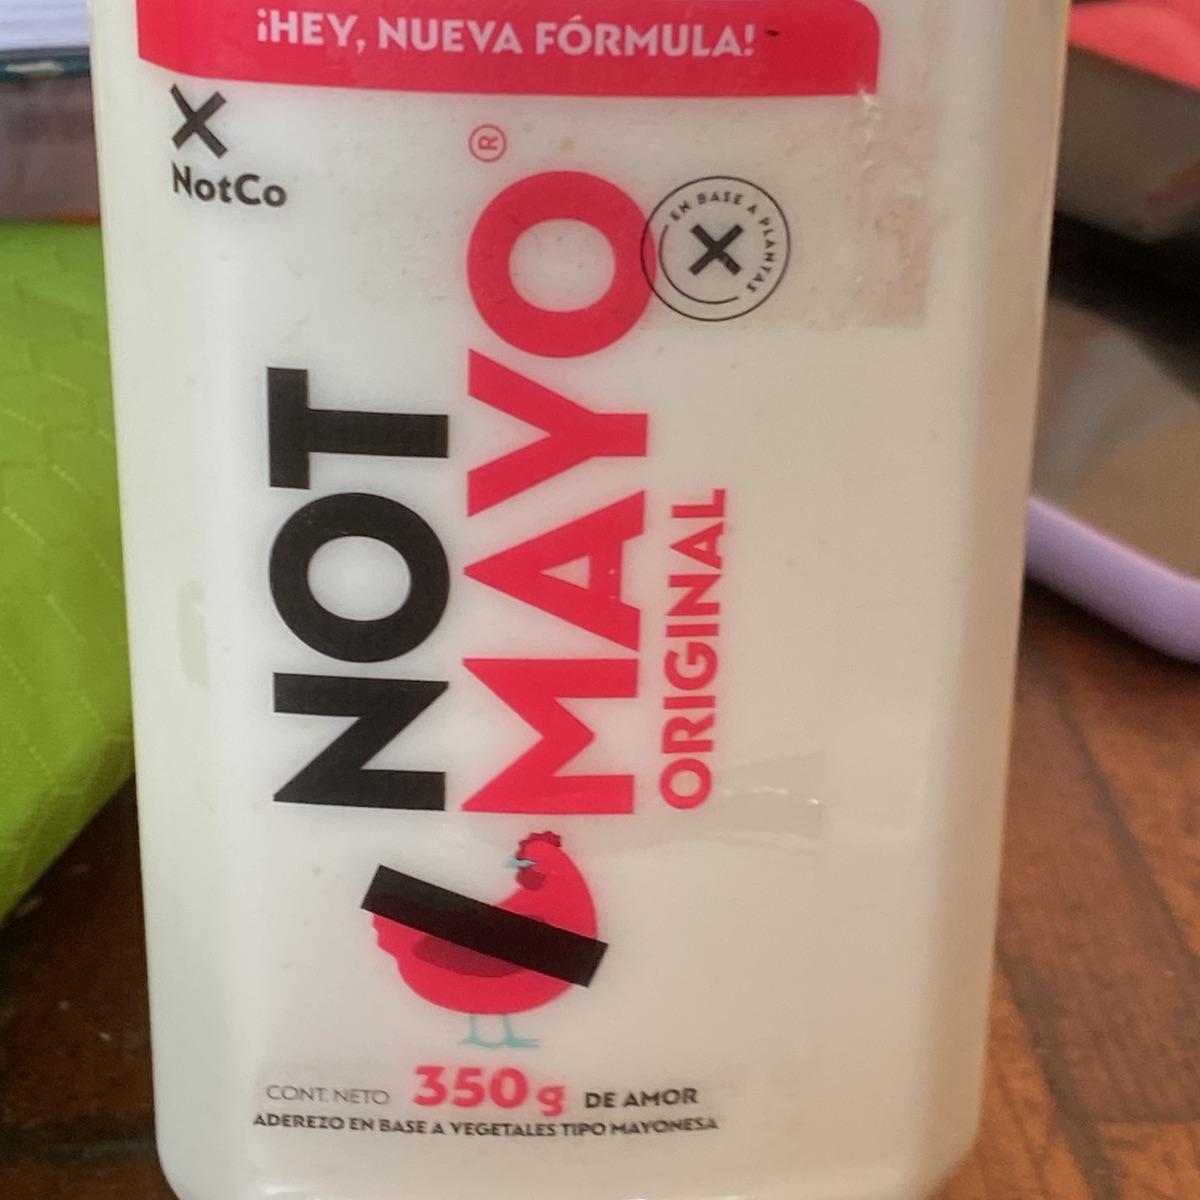 ¡HEY, NUEVA FÓRMULA!
NotCo
NOT
MAYO®
ORIGINAL
EN BASE A PLANTAS
CONT. NETO 350g DE AMOR
ADEREZO EN BASE A VEGETALES TIPO MAYONESA